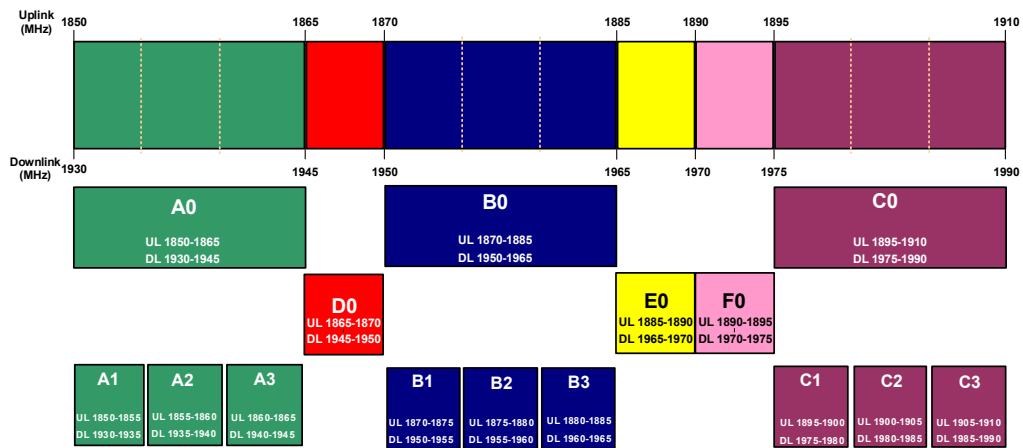 Uplink
(MHz)
1850 1865 1870 1885 1890 1895 1910
Downlink
(MHz)
1930 1945 1950 1965 1970 1975 1990
A0
UL 1850-1865
DL 1930-1945
B0
UL 1870-1885
DL 1950-1965
C0
UL 1895-1910
DL 1975-1990
D0
UL 1865-1870
DL 1945-1950
E0
UL 1885-1890
DL 1965-1970
F0
UL 1890-1895
DL 1970-1975
A1
UL 1850-1855
DL 1930-1935
A2
UL 1855-1860
DL 1935-1940
A3
UL 1860-1865
DL 1940-1945
B1
UL 1870-1875
DL 1950-1955
B2
UL 1875-1880
DL 1955-1960
B3
UL 1880-1885
DL 1960-1965
C1
UL 1895-1900
DL 1975-1980
C2
UL 1900-1905
DL 1980-1985
C3
UL 1905-1910
DL 1985-1990